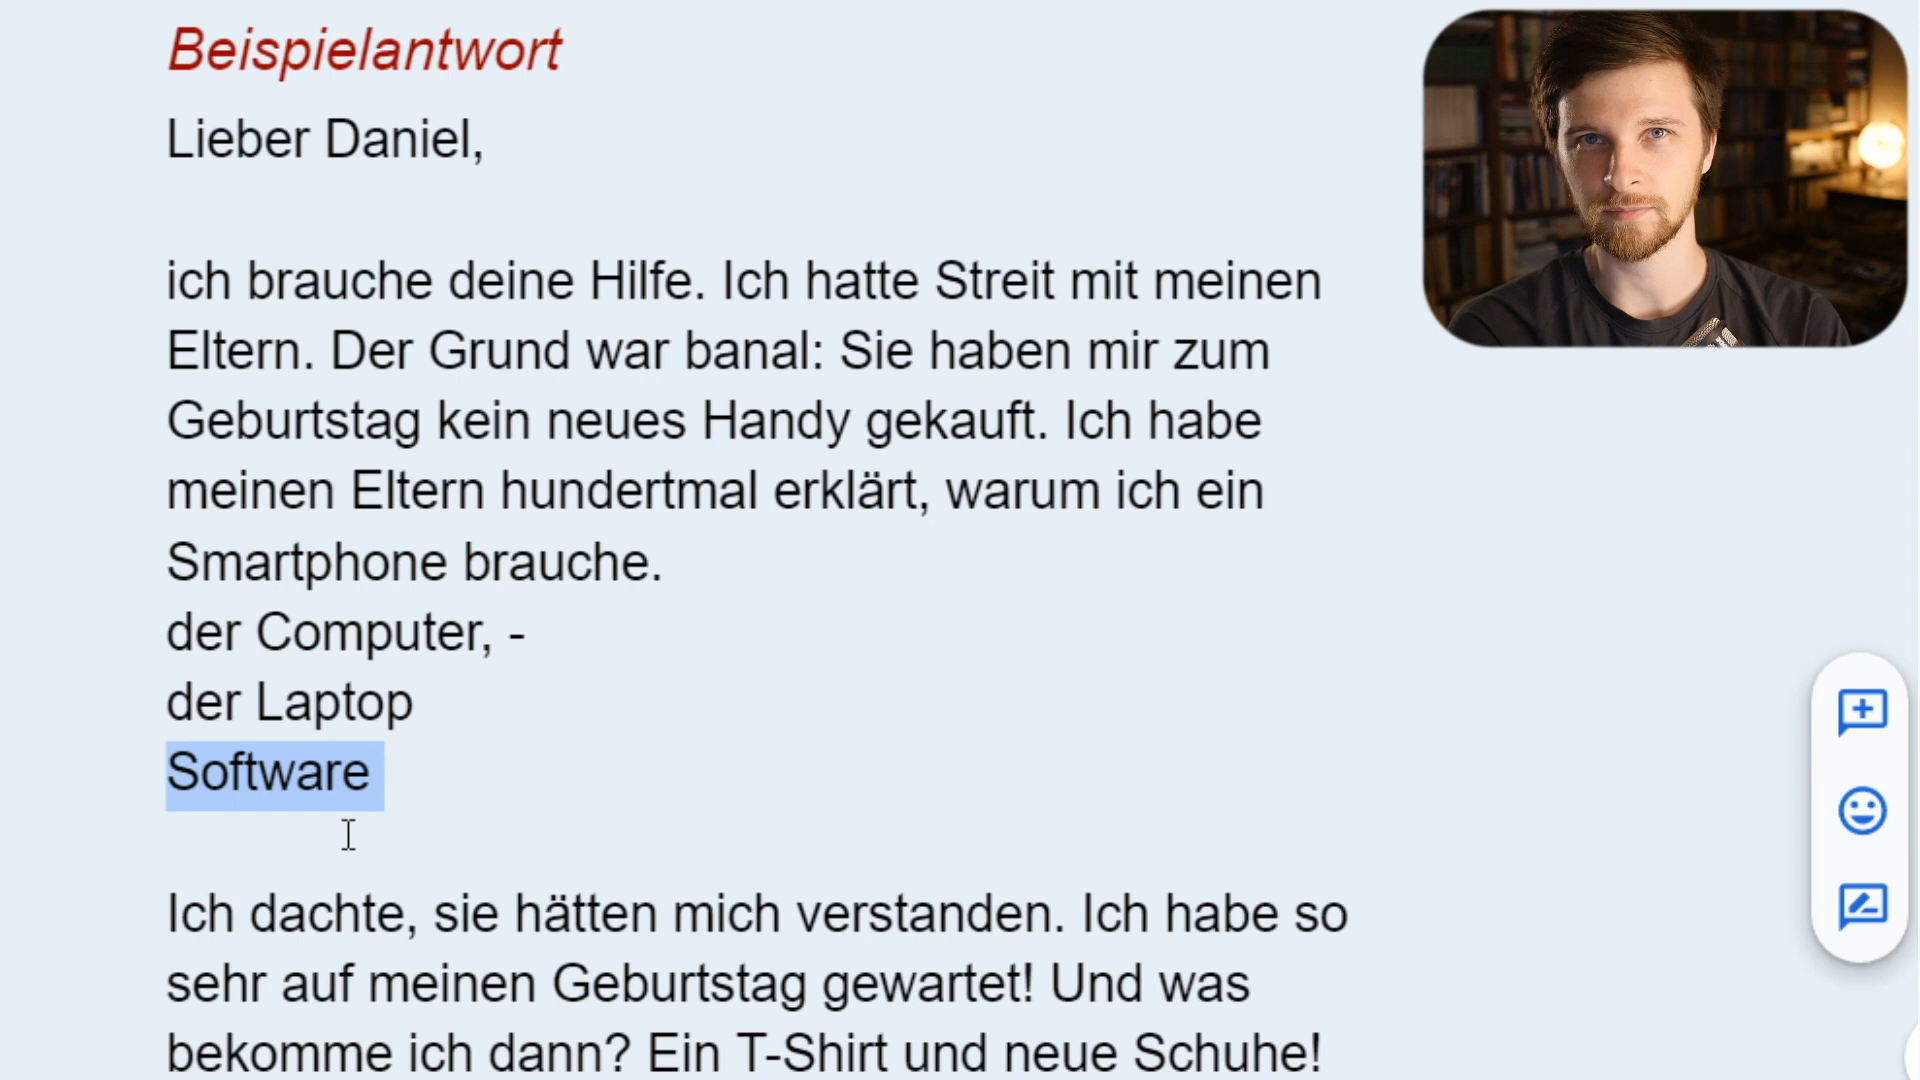 Beispielantwort
Lieber Daniel,
ich brauche deine Hilfe. Ich hatte Streit mit meinen
Eltern. Der Grund war banal: Sie haben mir zum
Geburtstag kein neues Handy gekauft. Ich habe
meinen Eltern hundertmal erklärt, warum ich ein
Smartphone brauche.
der Computer, -
der Laptop
Software
Ich dachte, sie hätten mich verstanden. Ich habe so
sehr auf meinen Geburtstag gewartet! Und was
bekomme ich dann? Ein T-Shirt und neue Schuhe!